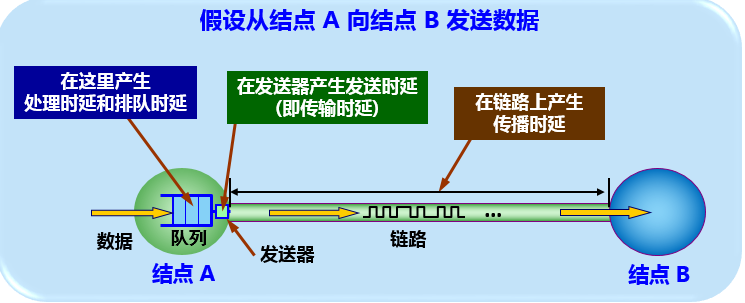 假设从结点 A 向结点 B 发送数据
在这里产生
处理时延和排队时延
在发送器产生发送时延
(即传输时延)
在链路上产生
传播时延
数据
队列
发送器
链路
...
结点 A
结点 B